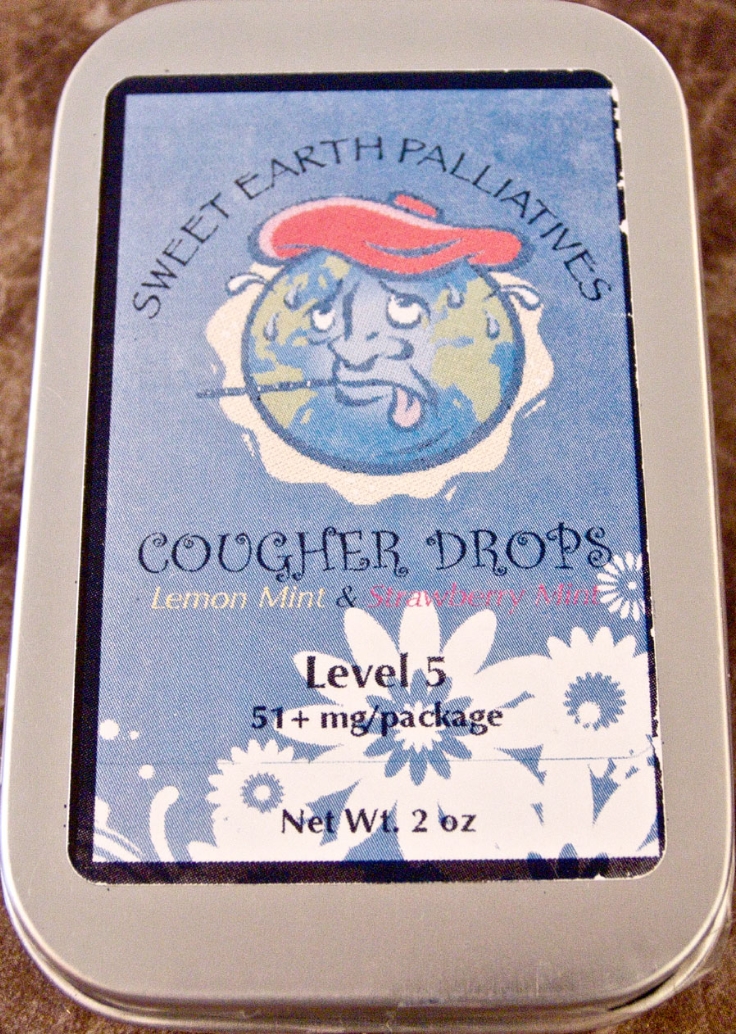 SWEET EARTH PALLIATIVES
COUGHER DROPS
Lemon Mint & Strawberry Mint
Level 5
51+ mg/package
Net Wt. 2 oz